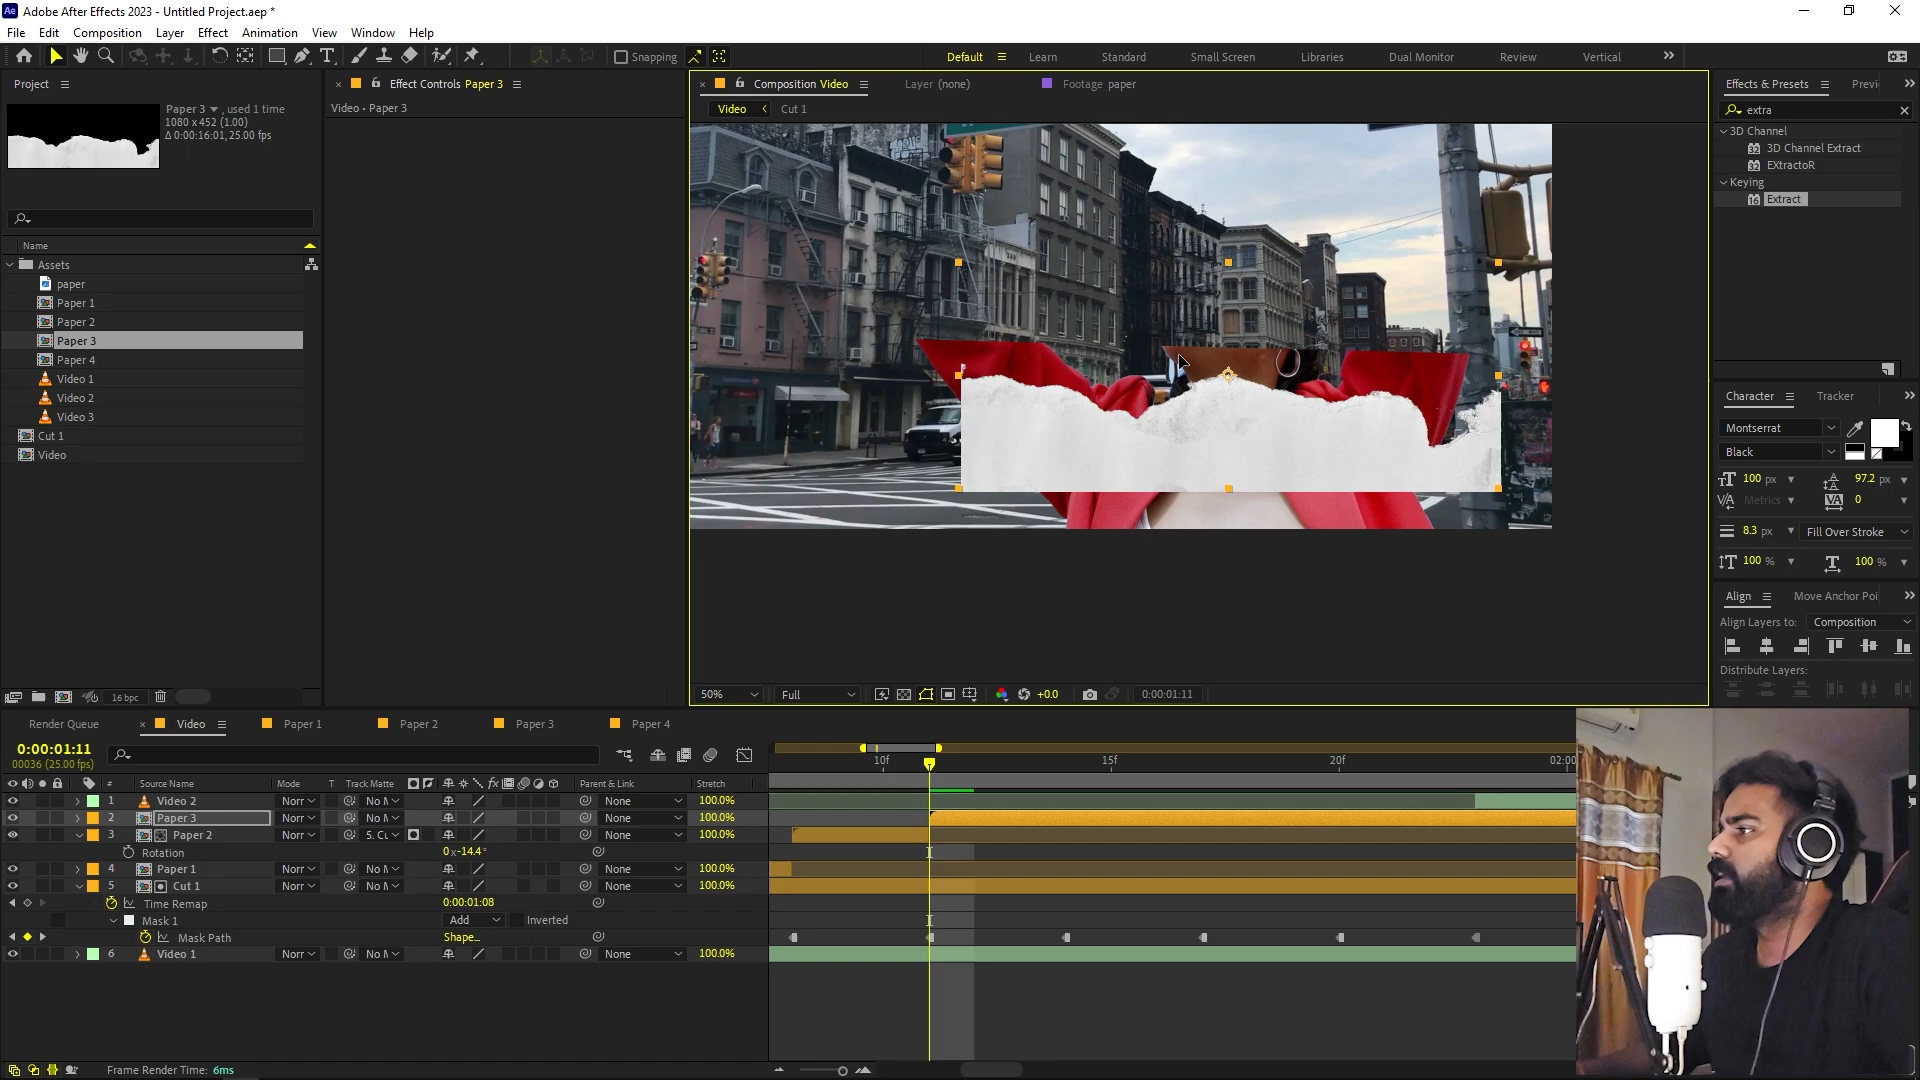 Adobe After Effects 2023 - Untitled Project.aep *
File Edit Composition Layer Effect Animation View Window Help
Snapping
Default Learn Standard Small Screen Libraries Dual Monitor Review Vertical
Project
Paper 3 , used 1 time
1080 x 452 (1.00)
Δ 0:00:16:01, 25.00 fps
Name
Assets
paper
Paper 1
Paper 2
Paper 3
Paper 4
Video 1
Video 2
Video 3
Cut 1
Video
16 bpc
Effect Controls Paper 3
Video • Paper 3
Composition Video
Layer (none)
Footage paper
Video Cut 1
50% Full +0.0 0:00:01:11
Effects & Presets Previ
extra
3D Channel
3D Channel Extract
EXtractoR
Keying
Extract
Character Tracker
Montserrat
Black
100 px 97.2 px
Metrics 0
8.3 px Fill Over Stroke
100 % 100 %
Align Move Anchor Poi
Align Layers to: Composition
Distribute Layers:
Render Queue Video Paper 1 Paper 2 Paper 3 Paper 4
0:00:01:11
00036 (25.00 fps)
10f 15f 20f 02:00
# Source Name Mode T Track Matte Parent & Link Stretch
1 Video 2 Norr No M None 100.0%
2 Paper 3 Norr No M None 100.0%
3 Paper 2 Norr 5. Cu None 100.0%
Rotation 0x-14.4°
4 Paper 1 Norr No M None 100.0%
5 Cut 1 Norr No M None 100.0%
Time Remap 0:00:01:08
Mask 1 Add Inverted
Mask Path Shape...
6 Video 1 Norr No M None 100.0%
Frame Render Time: 6ms